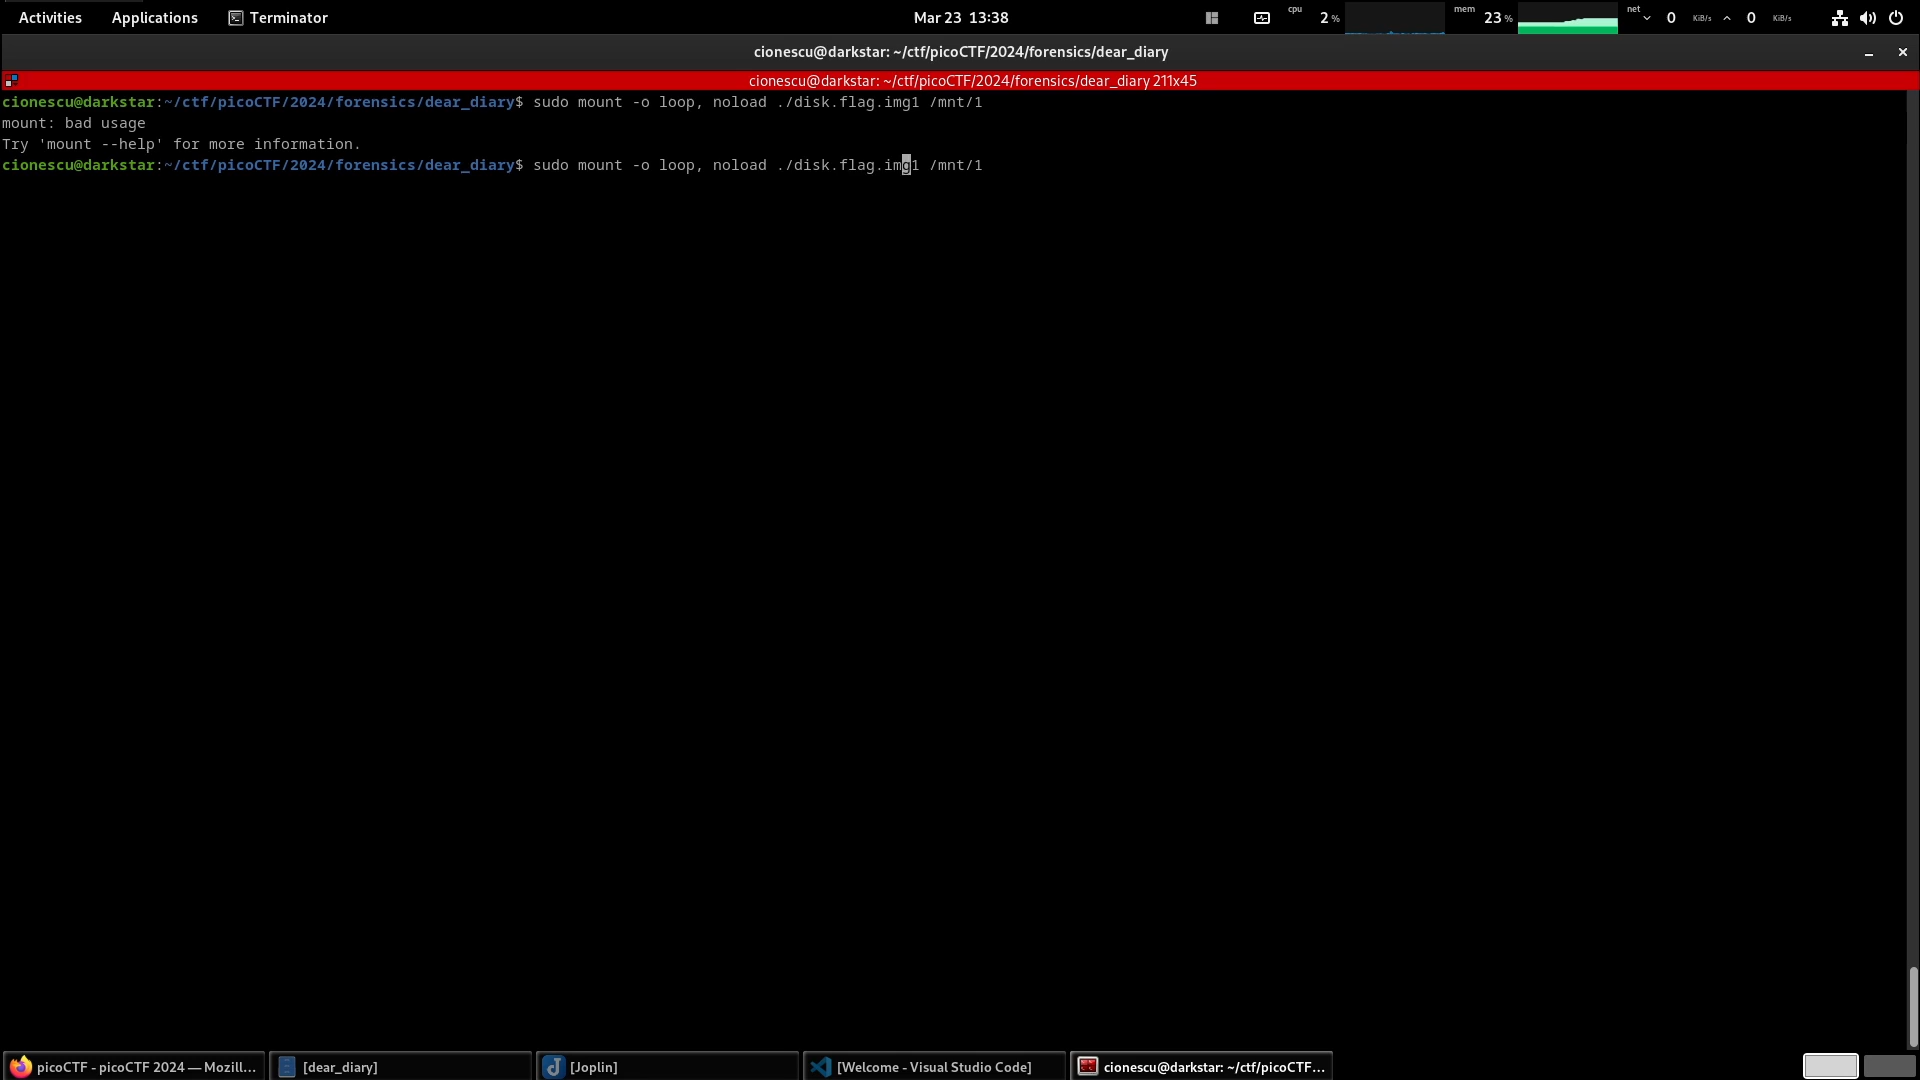 Activities Applications Terminator Mar 23 13:38 cpu 2 % mem 23 % net 0 KiB/s 0 KiB/s
cionescu@darkstar: ~/ctf/picoCTF/2024/forensics/dear_diary
cionescu@darkstar: ~/ctf/picoCTF/2024/forensics/dear_diary 211x45
cionescu@darkstar:~/ctf/picoCTF/2024/forensics/dear_diary$ sudo mount -o loop, noload ./disk.flag.img1 /mnt/1
mount: bad usage
Try 'mount --help' for more information.
cionescu@darkstar:~/ctf/picoCTF/2024/forensics/dear_diary$ sudo mount -o loop, noload ./disk.flag.img1 /mnt/1
picoCTF - picoCTF 2024 — Mozill... [dear_diary] [Joplin] [Welcome - Visual Studio Code] cionescu@darkstar: ~/ctf/picoCTF...